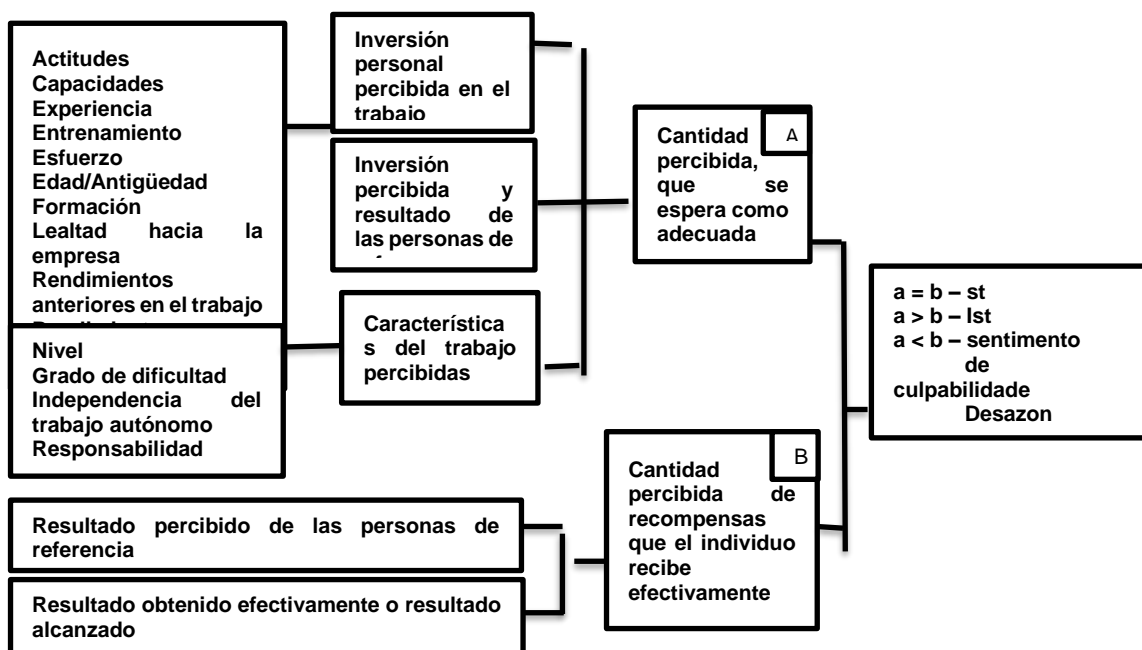 Actitudes
Capacidades
Experiencia
Entrenamiento
Esfuerzo
Edad/Antigüedad
Formación
Lealtad hacia la
empresa
Rendimientos
anteriores en el trabajo
Nivel
Grado de dificultad
Independencia del
trabajo autónomo
Responsabilidad
Inversión
personal
percibida en el
trabajo
Inversión
percibida y
resultado de
las personas de
Característica
s del trabajo
percibidas
A
Cantidad
percibida,
que se
espera como
adecuada
Resultado percibido de las personas de
referencia
Resultado obtenido efectivamente o resultado
alcanzado
B
Cantidad
percibida de
recompensas
que el individuo
recibe
efectivamente
a = b – st
a > b – Ist
a < b – sentimento
de
culpabilidade
Desazon